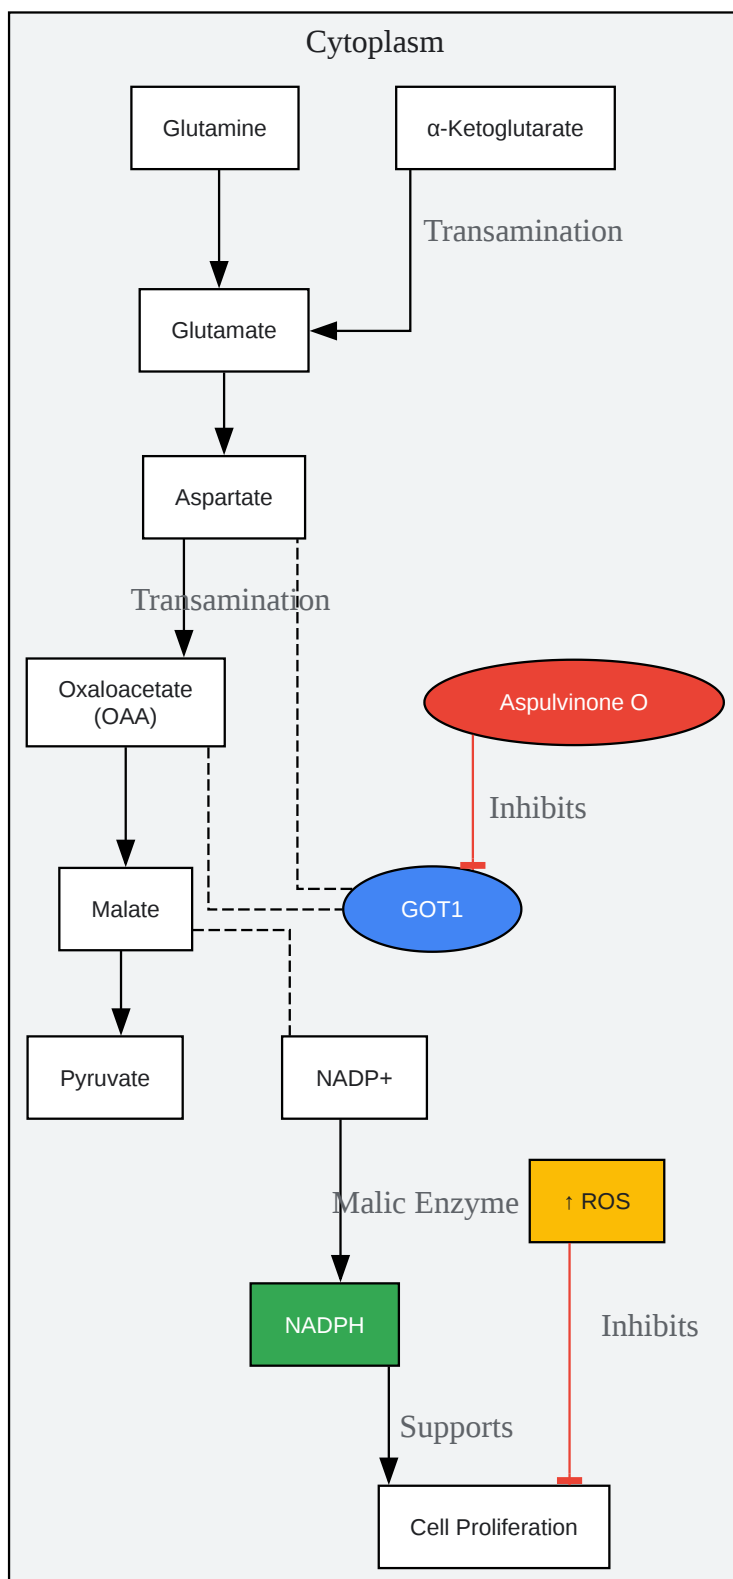 Cytoplasm
Glutamine
α-Ketoglutarate
Transamination
Glutamate
Aspartate
Transamination
Oxaloacetate
(OAA)
Aspulvinone O
Inhibits
Malate
GOT1
Pyruvate
NADP+
Malic Enzyme
↑ ROS
NADPH
Inhibits
Supports
Cell Proliferation